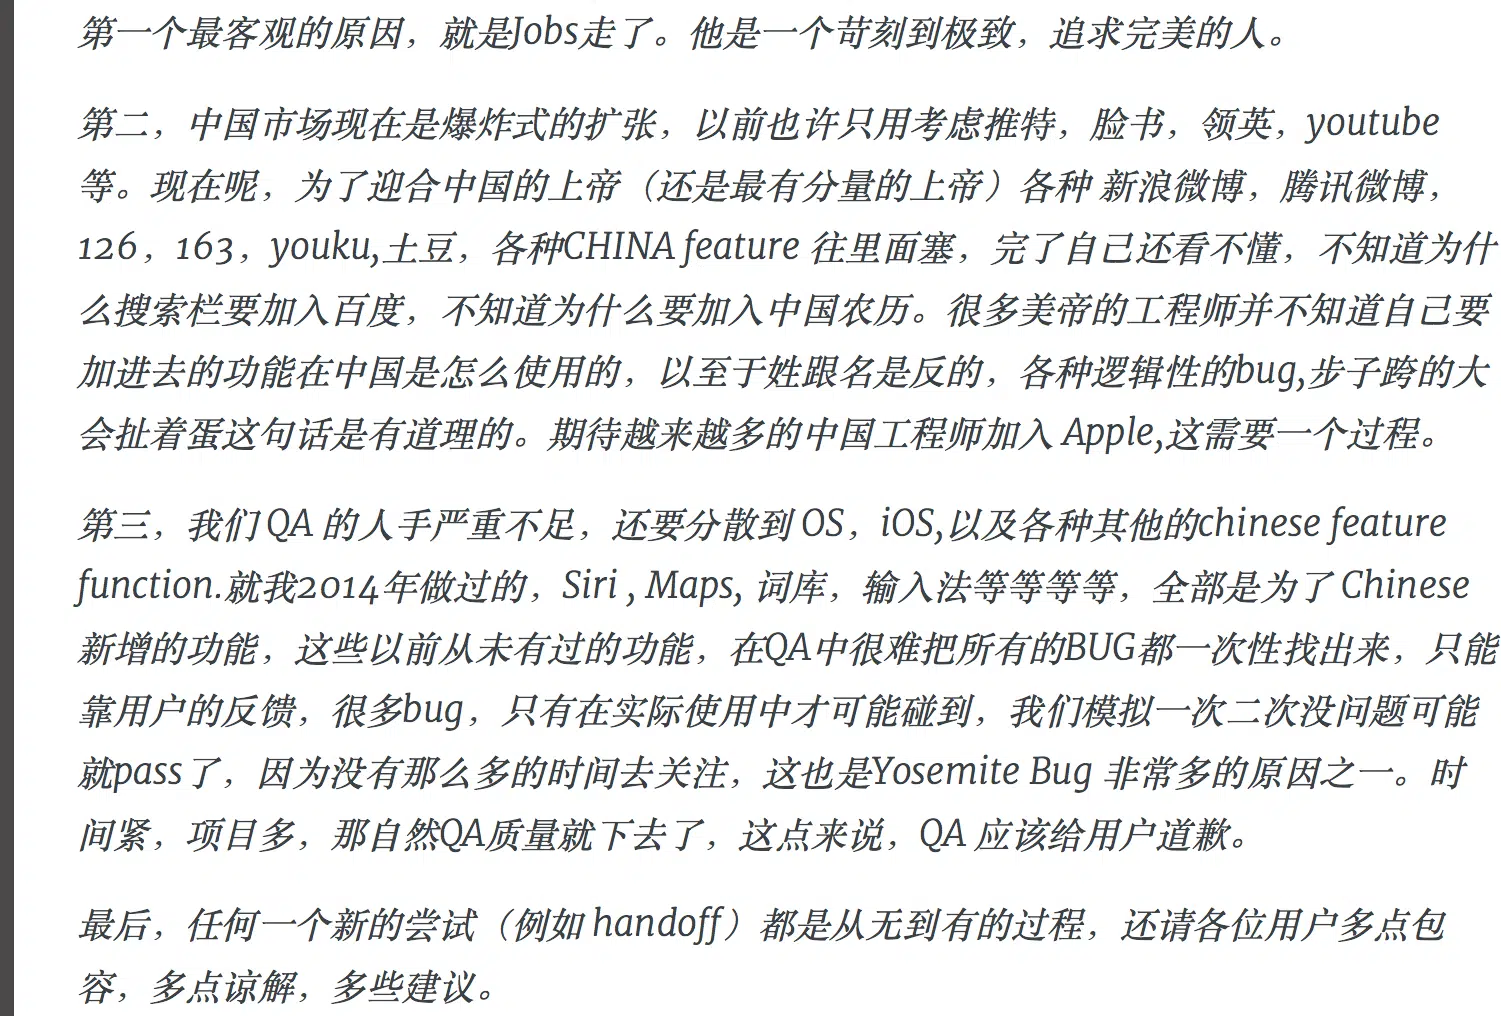 第一个最客观的原因，就是Jobs走了。他是一个苛刻到极致，追求完美的人。
第二，中国市场现在是爆炸式的扩张，以前也许只用考虑推特，脸书，领英，youtube
等。现在呢，为了迎合中国的上帝（还是最有分量的上帝）各种 新浪微博，腾讯微博，
126，163，youku,土豆，各种CHINA feature 往里面塞，完了自己还看不懂，不知道为什
么搜索栏要加入百度，不知道为什么要加入中国农历。很多美帝的工程师并不知道自己要
加进去的功能在中国是怎么使用的，以至于姓跟名是反的，各种逻辑性的bug,步子跨的大
会扯着蛋这句话是有道理的。期待越来越多的中国工程师加入 Apple,这需要一个过程。
第三，我们 QA 的人手严重不足，还要分散到 OS，iOS,以及各种其他的chinese feature
function.就我2014年做过的，Siri , Maps, 词库，输入法等等等等，全部是为了 Chinese
新增的功能，这些以前从未有过的功能，在QA中很难把所有的BUG都一次性找出来，只能
靠用户的反馈，很多bug，只有在实际使用中才可能碰到，我们模拟一次二次没问题可能
就pass了，因为没有那么多的时间去关注，这也是Yosemite Bug 非常多的原因之一。时
间紧，项目多，那自然QA质量就下去了，这点来说，QA 应该给用户道歉。
最后，任何一个新的尝试（例如 handoff）都是从无到有的过程，还请各位用户多点包
容，多点谅解，多些建议。